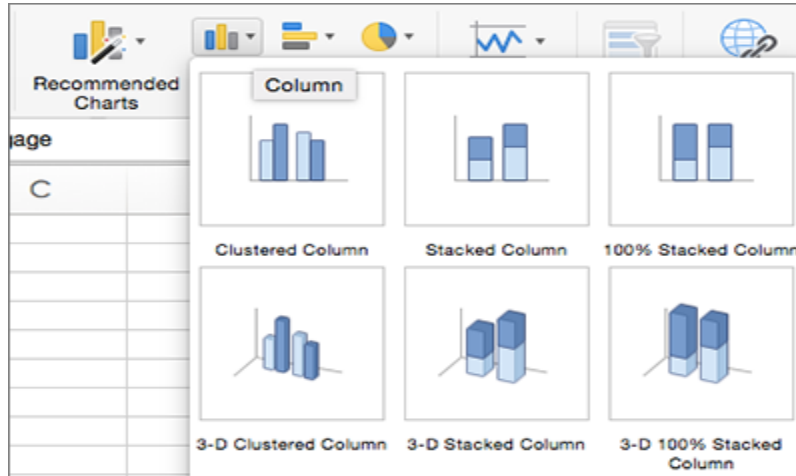 Recommended
Charts
Column
C
Clustered Column
Stacked Column
100% Stacked Column
3-D Clustered Column
3-D Stacked Column
3-D 100% Stacked
Column